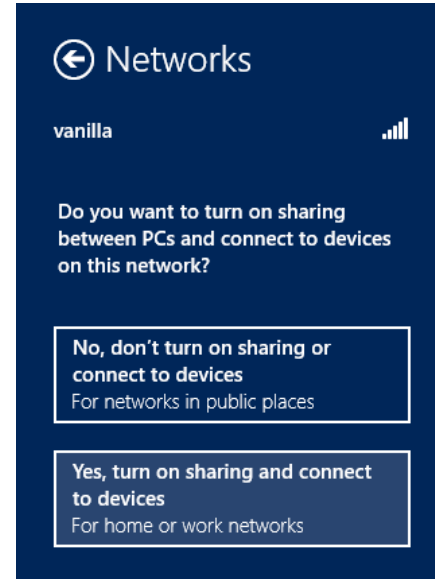 Networks
vanilla
Do you want to turn on sharing
between PCs and connect to devices
on this network?
No, don't turn on sharing or
connect to devices
For networks in public places
Yes, turn on sharing and connect
to devices
For home or work networks